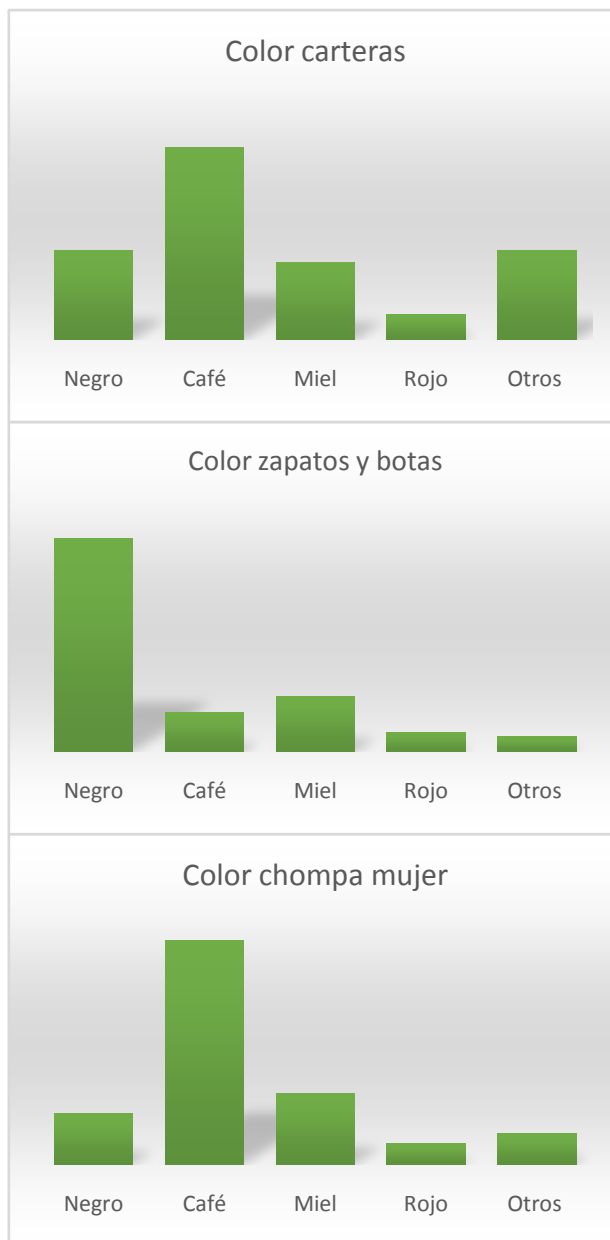 Color carteras
Negro Café Miel Rojo Otros
Color zapatos y botas
Negro Café Miel Rojo Otros
Color chompa mujer
Negro Café Miel Rojo Otros